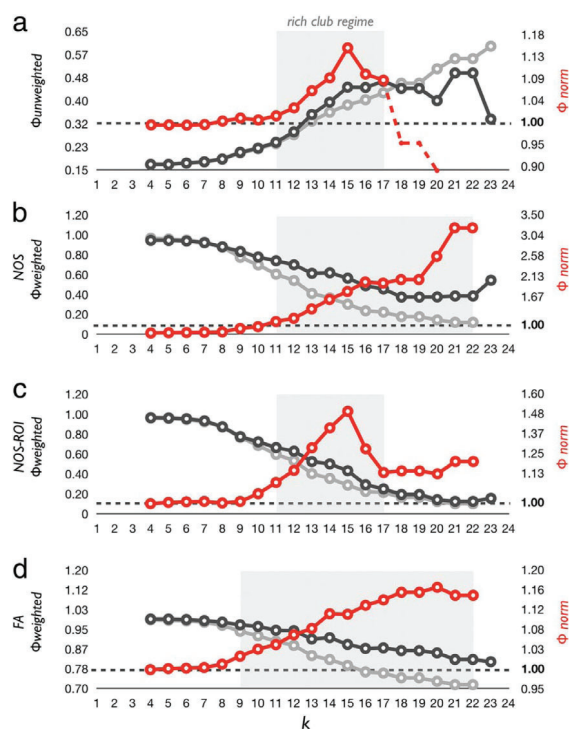 a
rich club regime
0.65
0.57
0.48
0.40
0.32
0.23
0.15
Φunweighted
1.18
1.13
1.09
1.04
1.00
0.95
0.90
Φ norm
1 2 3 4 5 6 7 8 9 10 11 12 13 14 15 16 17 18 19 20 21 22 23 24
b
1.20
1.00
0.80
0.60
0.40
0.20
0
NOS
Φweighted
3.50
3.04
2.58
2.13
1.67
1.00
Φ norm
1 2 3 4 5 6 7 8 9 10 11 12 13 14 15 16 17 18 19 20 21 22 23 24
c
1.20
1.00
0.80
0.60
0.40
0.20
0
NOS-ROI
Φweighted
1.60
1.48
1.37
1.25
1.13
1.00
Φ norm
1 2 3 4 5 6 7 8 9 10 11 12 13 14 15 16 17 18 19 20 21 22 23 24
d
1.20
1.12
1.03
0.95
0.87
0.78
0.70
FA
Φweighted
1.20
1.16
1.12
1.08
1.03
1.00
0.95
Φ norm
1 2 3 4 5 6 7 8 9 10 11 12 13 14 15 16 17 18 19 20 21 22 23 24
k